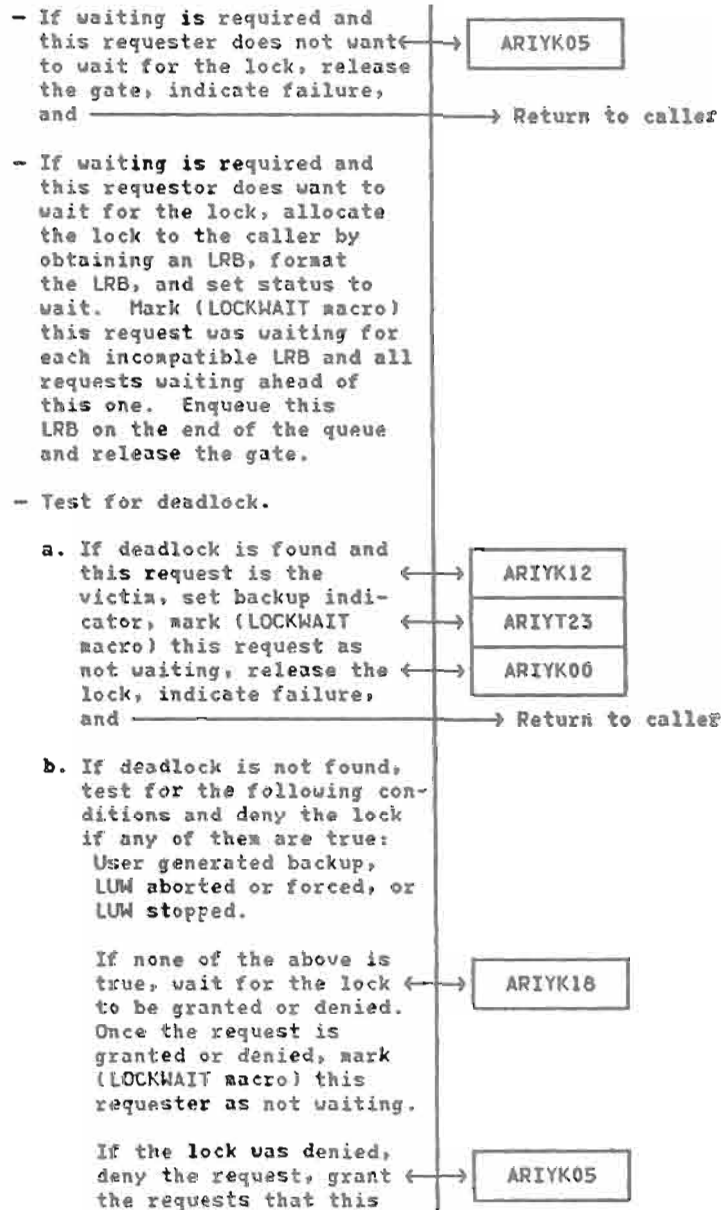 - If waiting is required and
this requester does not want ARIYK05
to wait for the lock, release
the gate, indicate failure,
and Return to caller
- If waiting is required and
this requestor does want to
wait for the lock, allocate
the lock to the caller by
obtaining an LRB, format
the LRB, and set status to
wait. Mark (LOCKWAIT macro)
this request was waiting for
each incompatible LRB and all
requests waiting ahead of
this one. Enqueue this
LRB on the end of the queue
and release the gate.
- Test for deadlock.
a. If deadlock is found and
this request is the ARIYK12
victim, set backup indi-
cator, mark (LOCKWAIT ARIYT23
macro) this request as
not waiting, release the ARIYK06
lock, indicate failure,
and Return to caller
b. If deadlock is not found,
test for the following con-
ditions and deny the lock
if any of them are true:
User generated backup,
LUW aborted or forced, or
LUW stopped.
If none of the above is
true, wait for the lock ARIYK18
to be granted or denied.
Once the request is
granted or denied, mark
(LOCKWAIT macro) this
requester as not waiting.
If the lock was denied,
deny the request, grant ARIYK05
the requests that this